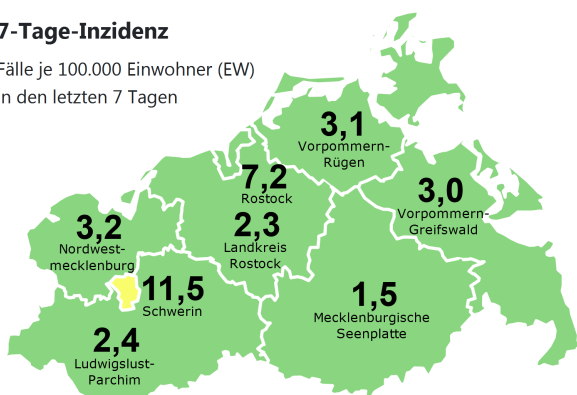 7-Tage-Inzidenz
Fälle je 100.000 Einwohner (EW)
in den letzten 7 Tagen
3,1
Vorpommern-
Rügen
7,2
Rostock
3,0
Vorpommern-
Greifswald
2,3
Landkreis
Rostock
3,2
Nordwest-
mecklenburg
11,5
Schwerin
1,5
Mecklenburgische
Seenplatte
2,4
Ludwigslust-
Parchim